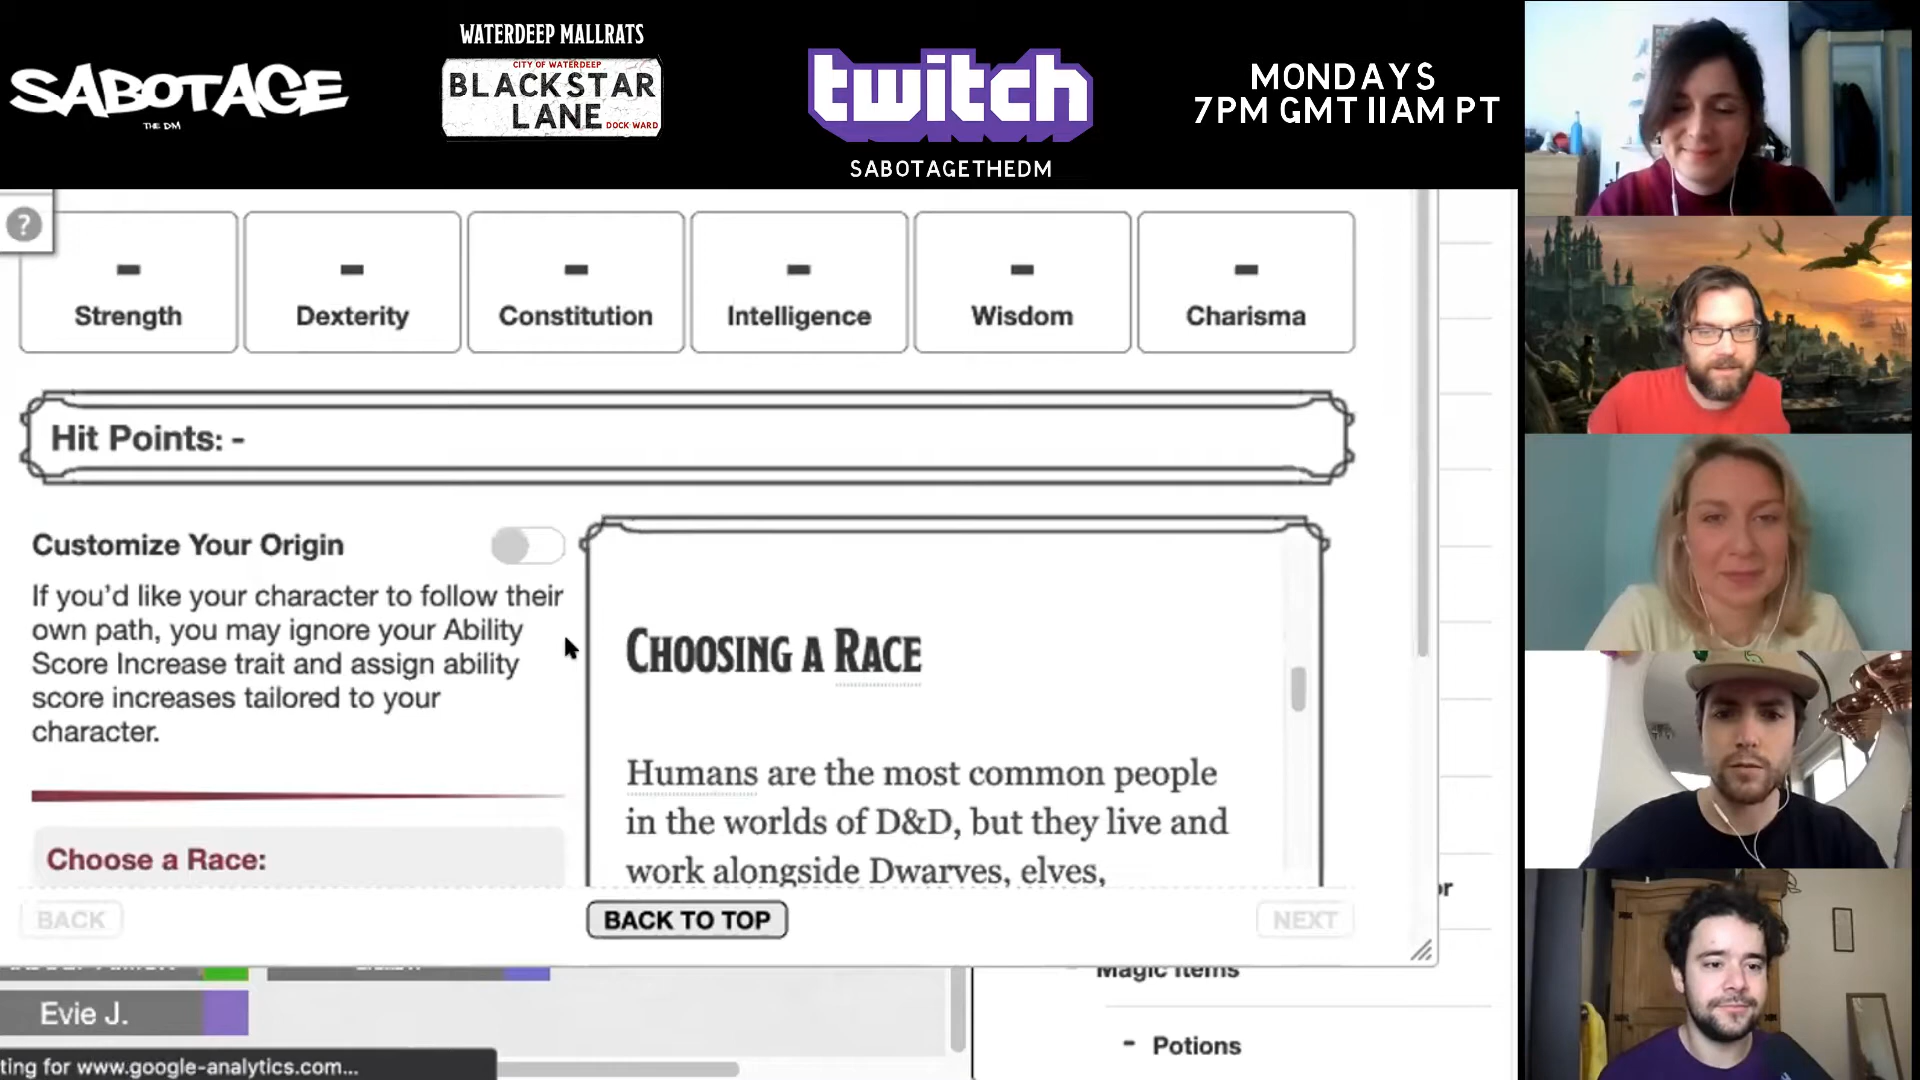 SABOTAGE
THE DM
WATERDEEP MALLRATS
CITY OF WATERDEEP
BLACKSTAR
LANE DOCK WARD
twitch
SABOTAGETHEDM
MONDAYS
7PM GMT 11AM PT
?
- - - - - -
Strength Dexterity Constitution Intelligence Wisdom Charisma
Hit Points: -
Customize Your Origin
If you'd like your character to follow their
own path, you may ignore your Ability
Score Increase trait and assign ability
score increases tailored to your
character.
Choose a Race:
CHOOSING A RACE
Humans are the most common people
in the worlds of D&D, but they live and
work alongside Dwarves, elves,
BACK
BACK TO TOP
NEXT
or
Magic Items
- Potions
Evie J.
ting for www.google-analytics.com...